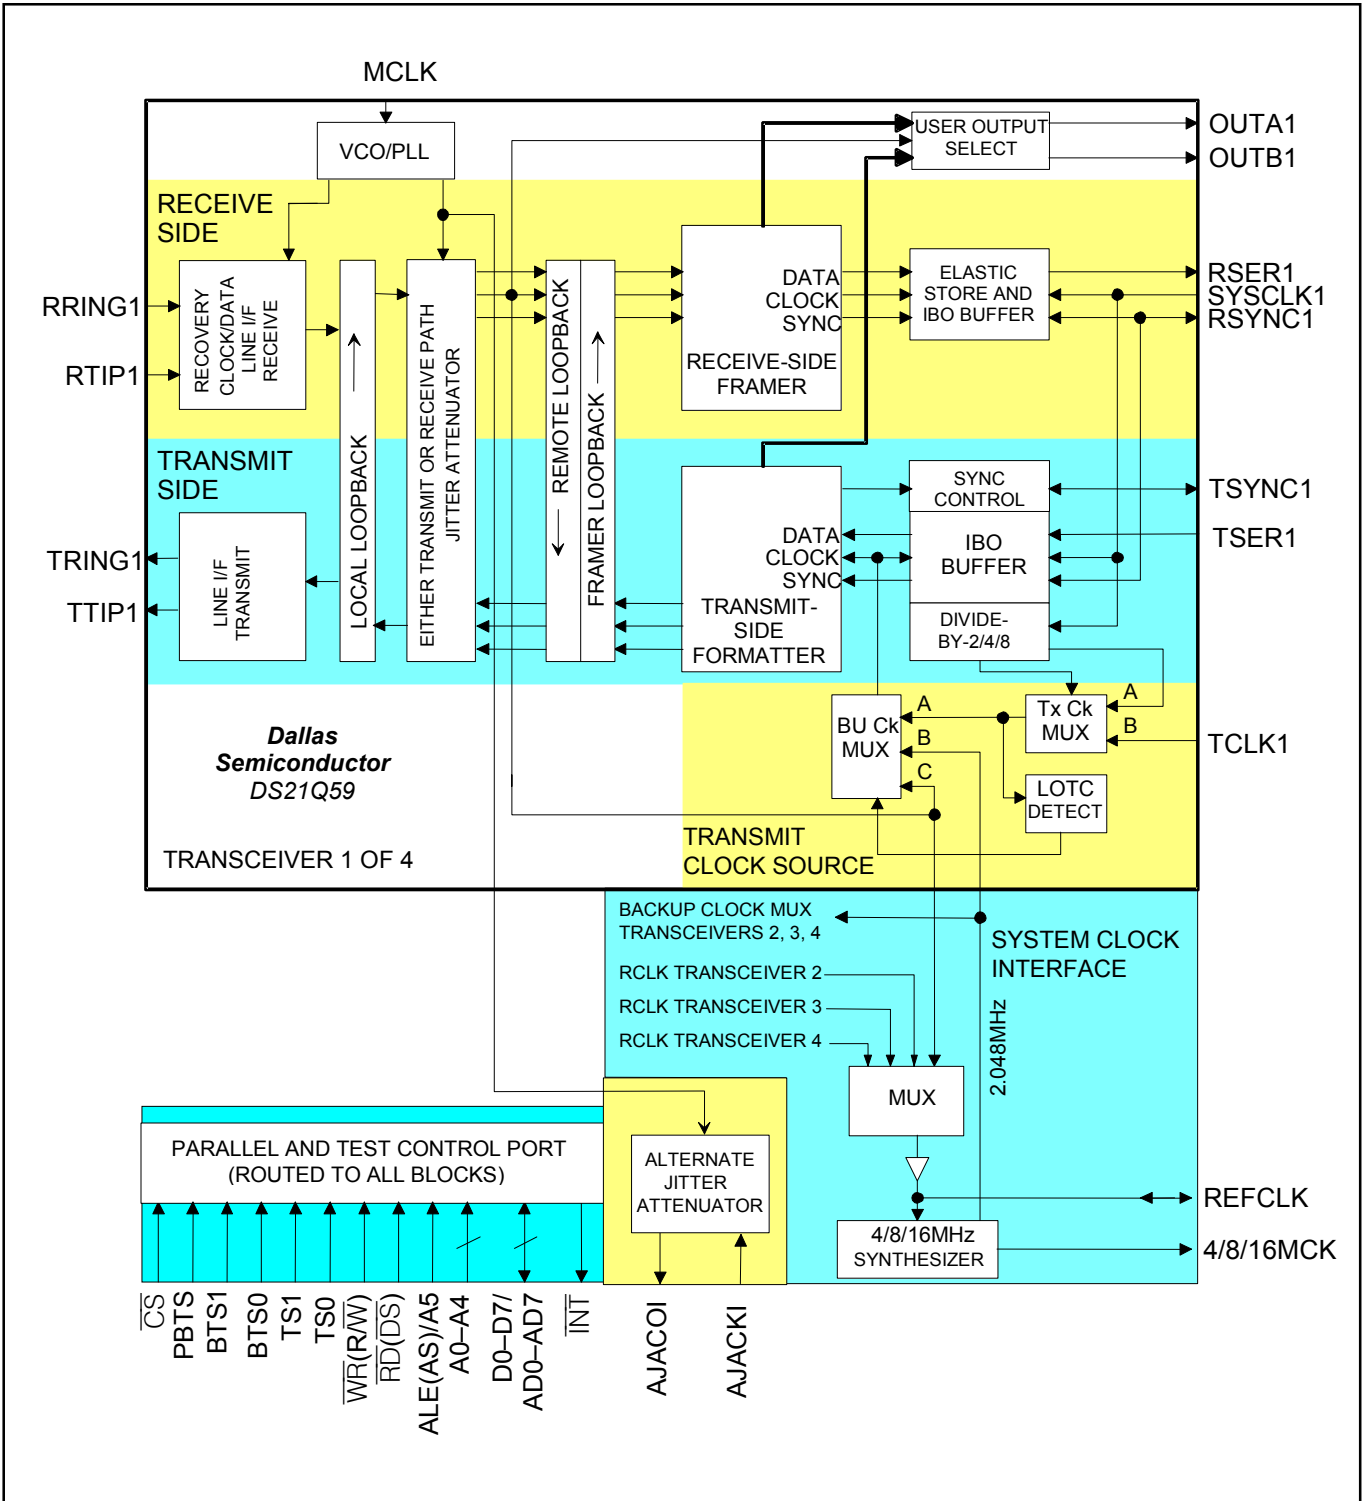 MCLK
VCO/PLL
USER OUTPUT
SELECT
OUTA1
OUTB1
RECEIVE
SIDE
RRING1
RTIP1
RECOVERY
CLOCK/DATA
LINE I/F
RECEIVE
LOCAL LOOPBACK
EITHER TRANSMIT OR RECEIVE PATH
JITTER ATTENUATOR
REMOTE LOOPBACK
FRAMER LOOPBACK
DATA
CLOCK
SYNC
RECEIVE-SIDE
FRAMER
ELASTIC
STORE AND
IBO BUFFER
RSER1
SYSCLK1
RSYNC1
TRANSMIT
SIDE
TRING1
TTIP1
LINE I/F
TRANSMIT
DATA
CLOCK
SYNC
TRANSMIT-
SIDE
FORMATTER
SYNC
CONTROL
IBO
BUFFER
DIVIDE-
BY-2/4/8
TSYNC1
TSER1
Dallas
Semiconductor
DS21Q59
TRANSCEIVER 1 OF 4
BU Ck
MUX
A
B
C
Tx Ck
MUX
A
B
TCLK1
LOTC
DETECT
TRANSMIT
CLOCK SOURCE
BACKUP CLOCK MUX
TRANSCEIVERS 2, 3, 4
SYSTEM CLOCK
INTERFACE
RCLK TRANSCEIVER 2
RCLK TRANSCEIVER 3
RCLK TRANSCEIVER 4
2.048MHz
MUX
PARALLEL AND TEST CONTROL PORT
(ROUTED TO ALL BLOCKS)
ALTERNATE
JITTER
ATTENUATOR
REFCLK
4/8/16MHz
SYNTHESIZER
4/8/16MCK
C̅S̅
PBTS
BTS1
BTS0
TS1
TS0
W̅R̅(R/W̅)
R̅D̅(D̅S̅)
ALE(AS)/A5
A0–A4
D0–D7/
AD0–AD7
I̅N̅T̅
AJACOI
AJACKI